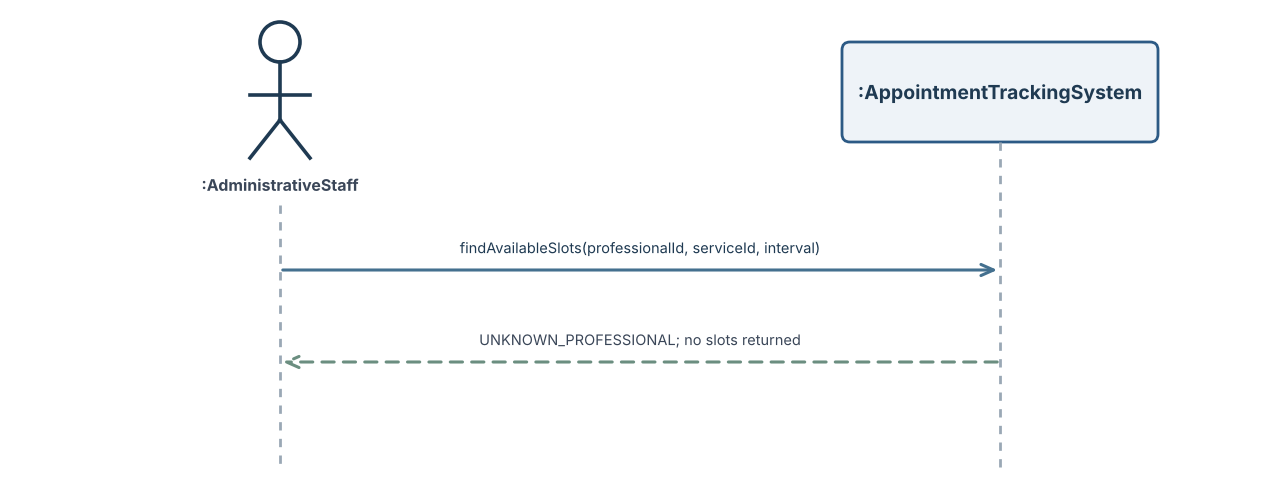 :AppointmentTrackingSystem
:AdministrativeStaff
findAvailableSlots(professionalId, serviceId, interval)
UNKNOWN_PROFESSIONAL; no slots returned